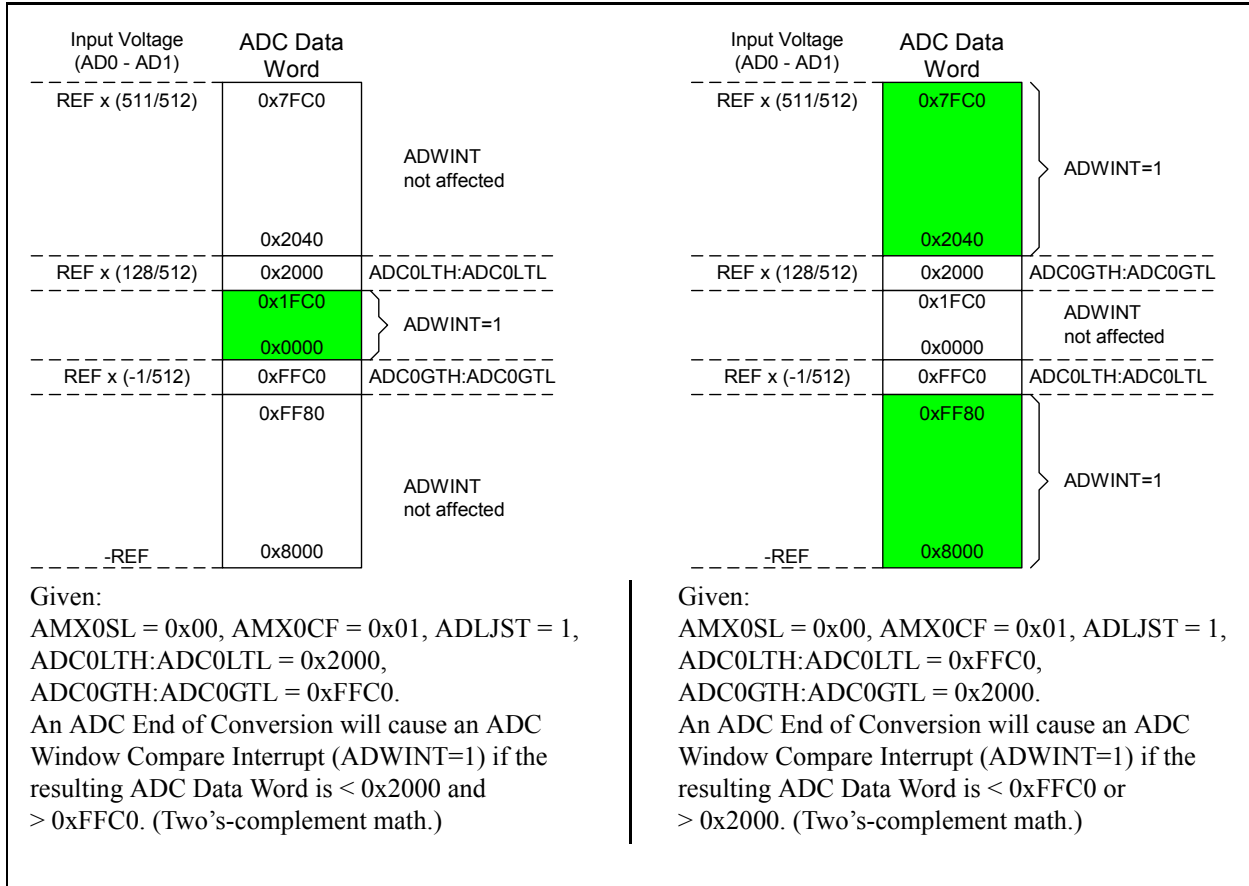 Input Voltage
(AD0 - AD1)
ADC Data
Word
REF x (511/512)
0x7FC0
ADWINT
not affected
0x2040
REF x (128/512)
0x2000
ADC0LTH:ADC0LTL
0x1FC0
ADWINT=1
0x0000
REF x (-1/512)
0xFFC0
ADC0GTH:ADC0GTL
0xFF80
ADWINT
not affected
-REF
0x8000
Given:
AMX0SL = 0x00, AMX0CF = 0x01, ADLJST = 1,
ADC0LTH:ADC0LTL = 0x2000,
ADC0GTH:ADC0GTL = 0xFFC0.
An ADC End of Conversion will cause an ADC
Window Compare Interrupt (ADWINT=1) if the
resulting ADC Data Word is < 0x2000 and
> 0xFFC0. (Two’s-complement math.)
Input Voltage
(AD0 - AD1)
ADC Data
Word
REF x (511/512)
0x7FC0
ADWINT=1
0x2040
REF x (128/512)
0x2000
ADC0GTH:ADC0GTL
0x1FC0
ADWINT
not affected
0x0000
REF x (-1/512)
0xFFC0
ADC0LTH:ADC0LTL
0xFF80
ADWINT=1
-REF
0x8000
Given:
AMX0SL = 0x00, AMX0CF = 0x01, ADLJST = 1,
ADC0LTH:ADC0LTL = 0xFFC0,
ADC0GTH:ADC0GTL = 0x2000.
An ADC End of Conversion will cause an ADC
Window Compare Interrupt (ADWINT=1) if the
resulting ADC Data Word is < 0xFFC0 or
> 0x2000. (Two’s-complement math.)